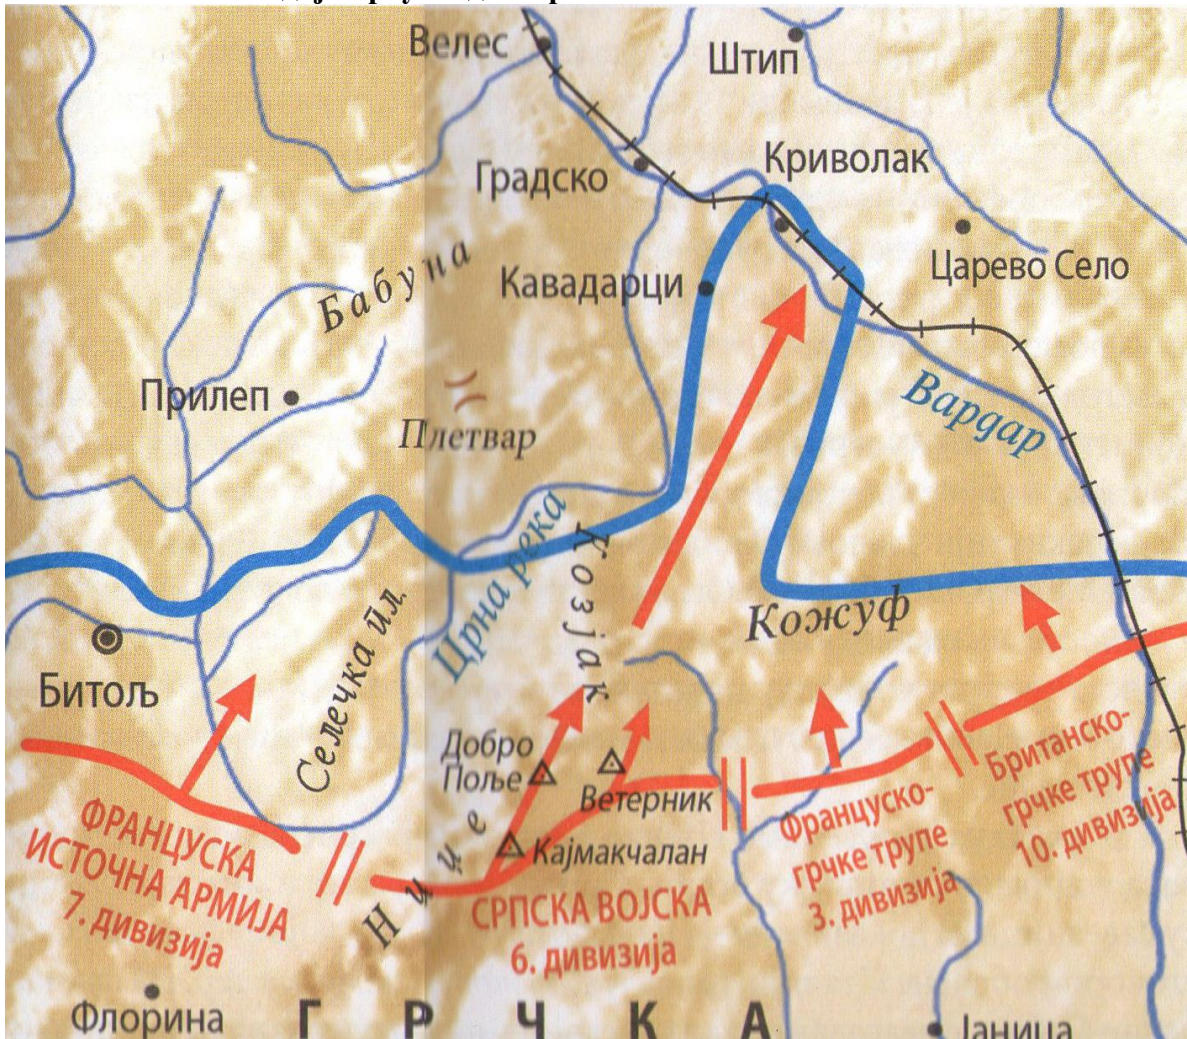 Велес
Штип
Криволак
Градско
Царево Село
Кавадарци
Бабуна
Вардар
Прилеп
Плетвар
Црна река
Козјак
Кожуф
Селечка пл.
Битољ
Добро
Поље
Ветерник
Кајмакчалан
Ниџе
ФРАНЦУСКА
ИСТОЧНА АРМИЈА
7. дивизија
СРПСКА ВОЈСКА
6. дивизија
Француско-
грчке трупе
3. дивизија
Британско-
грчке трупе
10. дивизија
Флорина
ГРЧКА
Јаница